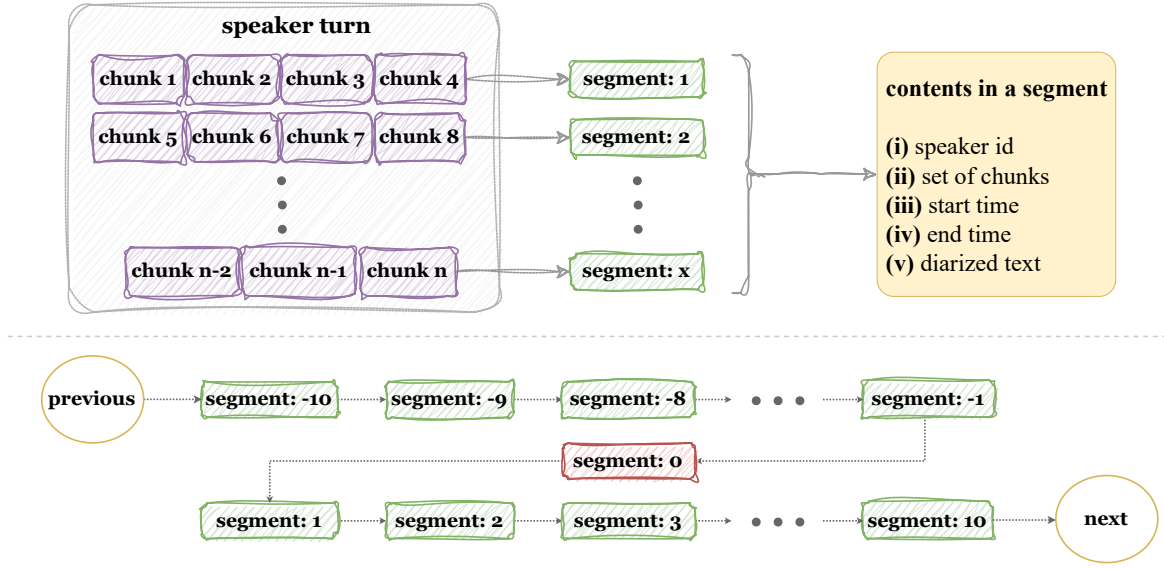 speaker turn
chunk 1 chunk 2 chunk 3 chunk 4 segment: 1
chunk 5 chunk 6 chunk 7 chunk 8 segment: 2
chunk n-2 chunk n-1 chunk n segment: x
contents in a segment
(i) speaker id
(ii) set of chunks
(iii) start time
(iv) end time
(v) diarized text
previous segment: -10 segment: -9 segment: -8 segment: -1
segment: 0
segment: 1 segment: 2 segment: 3 segment: 10 next